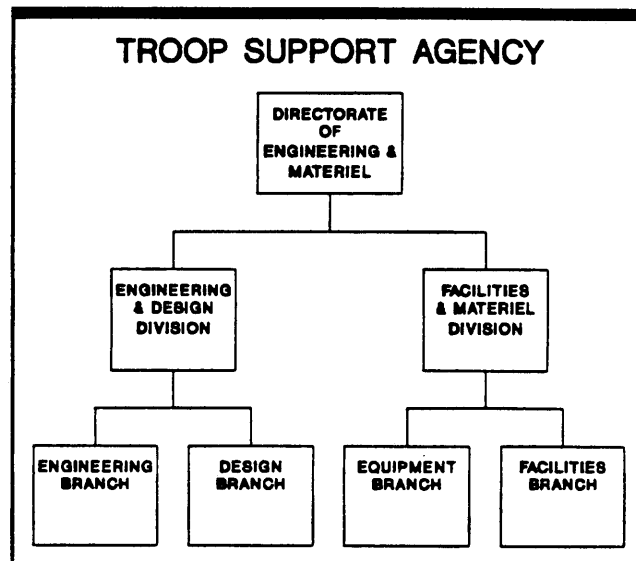 TROOP SUPPORT AGENCY
DIRECTORATE
OF
ENGINEERING &
MATERIEL
ENGINEERING
& DESIGN
DIVISION
FACILITIES
& MATERIEL
DIVISION
ENGINEERING
BRANCH
DESIGN
BRANCH
EQUIPMENT
BRANCH
FACILITIES
BRANCH